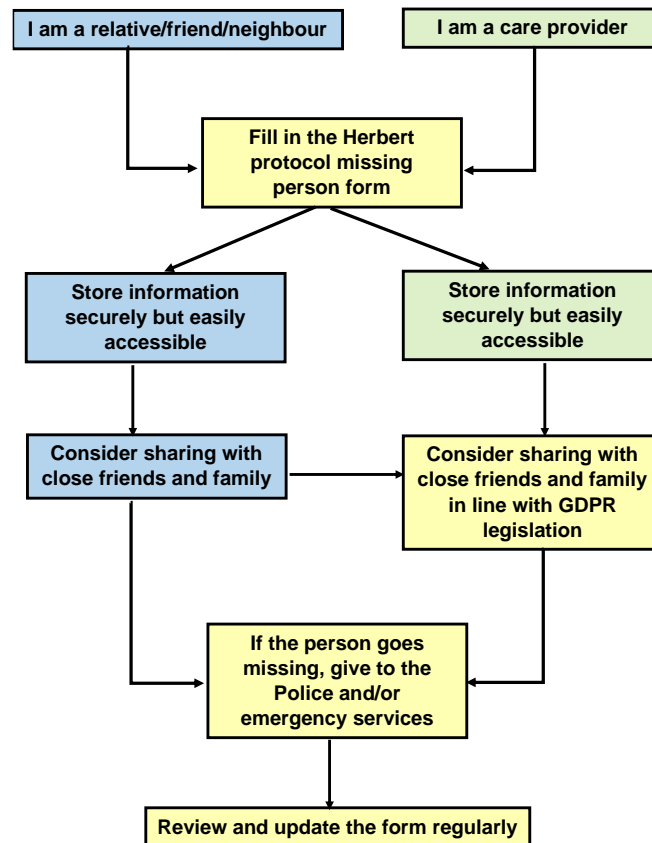 I am a relative/friend/neighbour
I am a care provider
Fill in the Herbert
protocol missing
person form
Store information
securely but easily
accessible
Store information
securely but easily
accessible
Consider sharing with
close friends and family
Consider sharing with
close friends and family
in line with GDPR
legislation
If the person goes
missing, give to the
Police and/or
emergency services
Review and update the form regularly